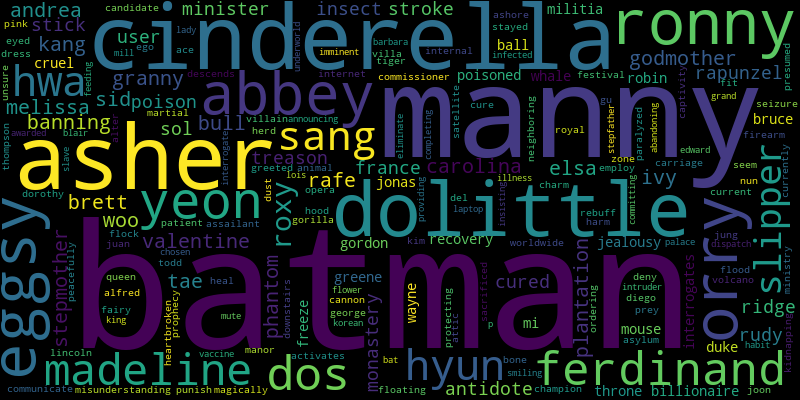 andrea
candidate
minister
insect
stroke
militia
ashore
pink
stick
cinderella
ronny
eyed
dress
kang
user
mill
ego
lady
ace
underworld
stayed
ball
barbara
villa
tiger
internal
imminent
infected
godmother
unsure
cruel
hwa
feeding
granny
descends
internet
commissioner
poisoned
whale
festival
robin
rapunzel
presumed
melissa
sid
poison
abbey
manny
satellite
cure
gu
grand
fit
captivity
seizure
awarded
banning
martial
villain
announcing
sol
bull
herd
sang
eliminate
completing
neighboring
royal
stepfather
paralyzed
abandoning
bruce
firearm
thompson
blair
slave
asher
alter
interrogate
treason
carolina
zone
edward
seem
nun
currently
greeted
animal
france
elsa
employ
carriage
current
dorothy
brett
yeon
dust
lois
rafe
jonas
del
charm
ivy
opera
illness
laptop
dolittle
providing
insisting
committing
rebuff
harm
slipper
eggsy
woo
patient
assailant
roxy
hood
gorilla
flock
juan
valentine
gordon
kim
recovery
worldwide
jealousy
palace
orry
jung
dispatch
stepmother
peacefully
chosen
todd
batman
flood
volcano
ministry
queen
tae
heal
phantom
downstairs
greene
cured
sacrificed
plantation
deny
intruder
interrogates
alfred
fairy
king
heartbroken
prophecy
mute
flower
cannon
george
korean
freeze
wayne
monastery
attic
protecting
p
mi
ordering
diego
prey
ridge
lincoln
vaccine
manor
activates
mouse
asylum
duke
rudy
habit
kidnapping
madeline
dos
bat
hyun
bone
smiling
ferdinand
communicate
misunderstanding
punish
magically
floating
antidote
champion
throne
billionaire
joon